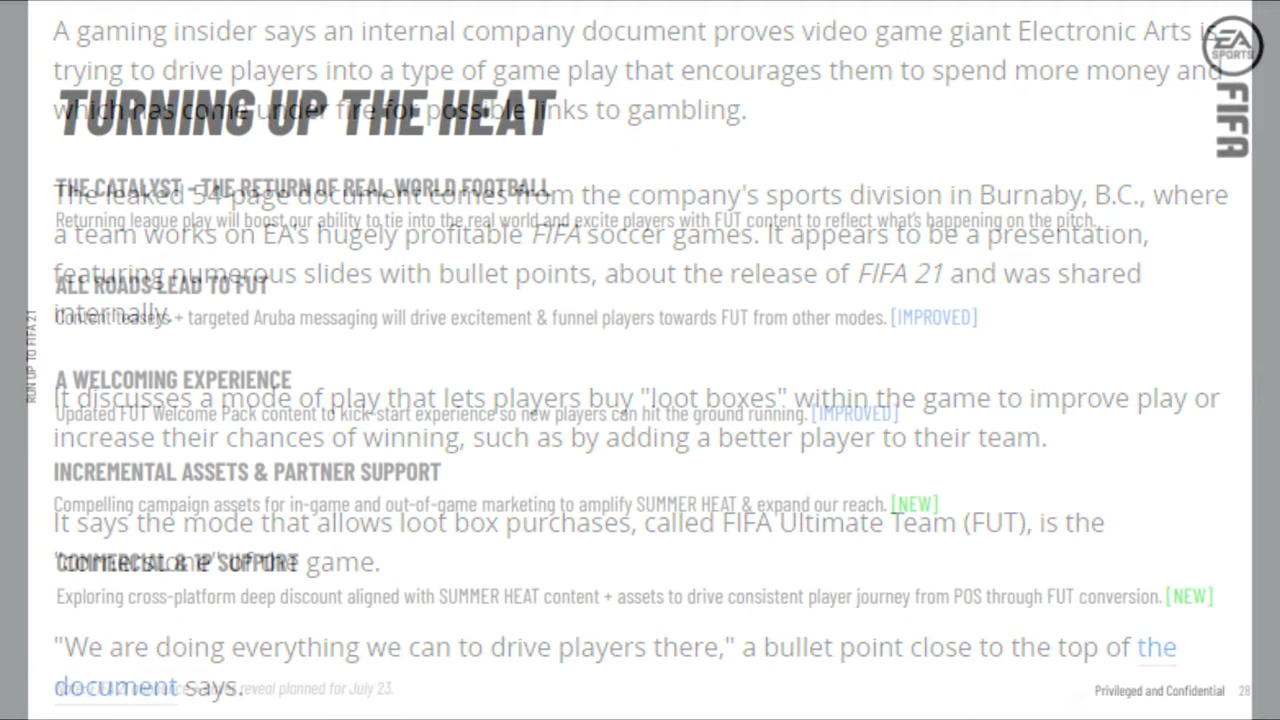 A gaming insider says an internal company document proves video game giant Electronic Arts is
trying to drive players into a type of game play that encourages them to spend more money and
which has come under fire for possible links to gambling.
The leaked 54-page document comes from the company's sports division in Burnaby, B.C., where
a team works on EA's hugely profitable FIFA soccer games. It appears to be a presentation,
featuring numerous slides with bullet points, about the release of FIFA 21 and was shared
internally.
It discusses a mode of play that lets players buy "loot boxes" within the game to improve play or
increase their chances of winning, such as by adding a better player to their team.
It says the mode that allows loot box purchases, called FIFA Ultimate Team (FUT), is the
"cornerstone" of the game.
"We are doing everything we can to drive players there," a bullet point close to the top of the
document says.
EA
SPORTS
FIFA
RUN UP TO FIFA 21
TURNING UP THE HEAT
THE CATALYST - THE RETURN OF REAL WORLD FOOTBALL
Returning league play will boost our ability to tie into the real world and excite players with FUT content to reflect what's happening on the pitch.
ALL ROADS LEAD TO FUT
Content teasers + targeted Aruba messaging will drive excitement & funnel players towards FUT from other modes. [IMPROVED]
A WELCOMING EXPERIENCE
Updated FUT Welcome Pack content to kick-start experience so new players can hit the ground running. [IMPROVED]
INCREMENTAL ASSETS & PARTNER SUPPORT
Compelling campaign assets for in-game and out-of-game marketing to amplify SUMMER HEAT & expand our reach. [NEW]
COMMERCIAL & 1P SUPPORT
Exploring cross-platform deep discount aligned with SUMMER HEAT content + assets to drive consistent player journey from POS through FUT conversion. [NEW]
reveal planned for July 23.
Privileged and Confidential 28